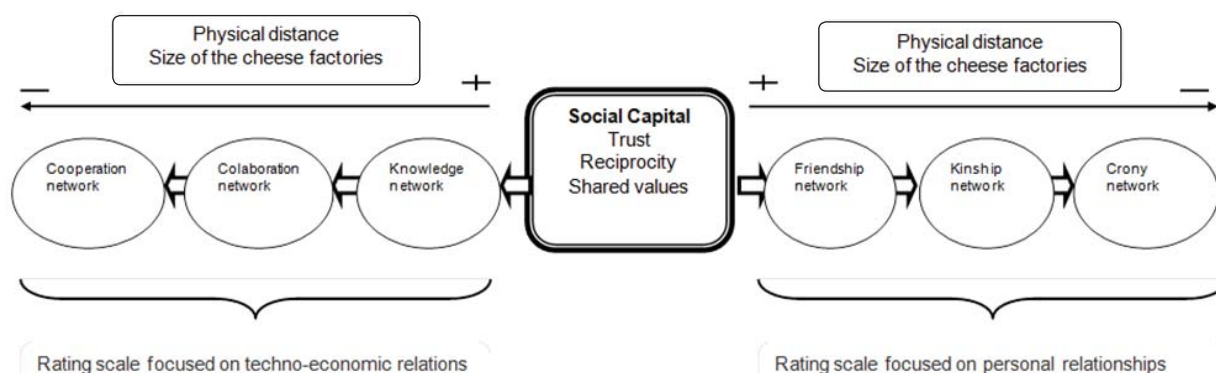 Physical distance
Size of the cheese factories
Physical distance
Size of the cheese factories
—
+
+
—
Social Capital
Trust
Reciprocity
Shared values
Cooperation
network
Colaboration
network
Knowledge
network
Friendship
network
Kinship
network
Crony
network
Rating scale focused on techno-economic relations
Rating scale focused on personal relationships